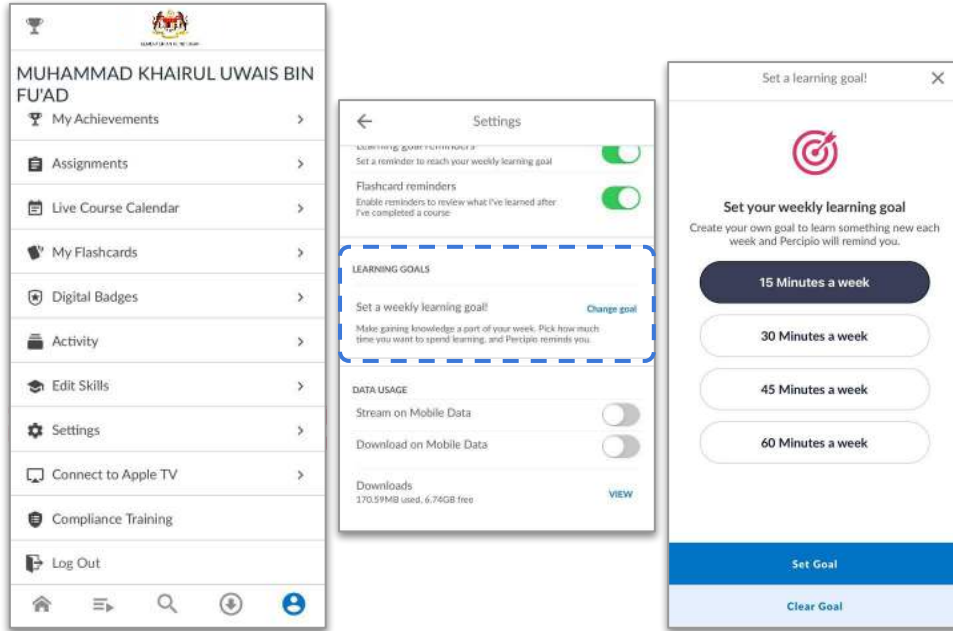 MUHAMMAD KHAIRUL UWAIS BIN
FU'AD
My Achievements
Assignments
Live Course Calendar
My Flashcards
Digital Badges
Activity
Edit Skills
Settings
Connect to Apple TV
Compliance Training
Log Out
Settings
Learning goal reminders
Set a reminder to reach your weekly learning goal
Flashcard reminders
Enable reminders to review what I've learned after
I've completed a course
LEARNING GOALS
Set a weekly learning goal!
Change goal
Make gaining knowledge a part of your week. Pick how much
time you want to spend learning, and Percipio reminds you.
DATA USAGE
Stream on Mobile Data
Download on Mobile Data
Downloads
170.59MB used, 6.74GB free
VIEW
Set a learning goal!
Set your weekly learning goal
Create your own goal to learn something new each
week and Percipio will remind you.
15 Minutes a week
30 Minutes a week
45 Minutes a week
60 Minutes a week
Set Goal
Clear Goal